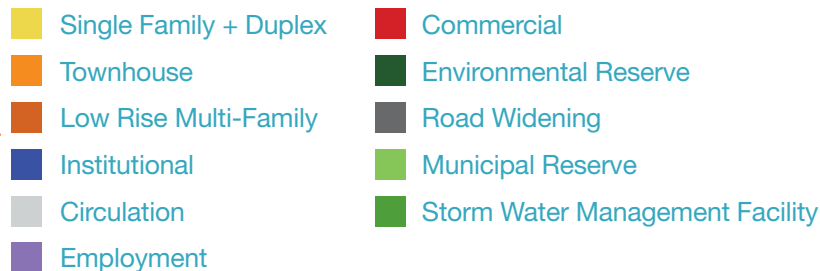 Single Family + Duplex
Townhouse
Low Rise Multi-Family
Institutional
Circulation
Employment
Commercial
Environmental Reserve
Road Widening
Municipal Reserve
Storm Water Management Facility